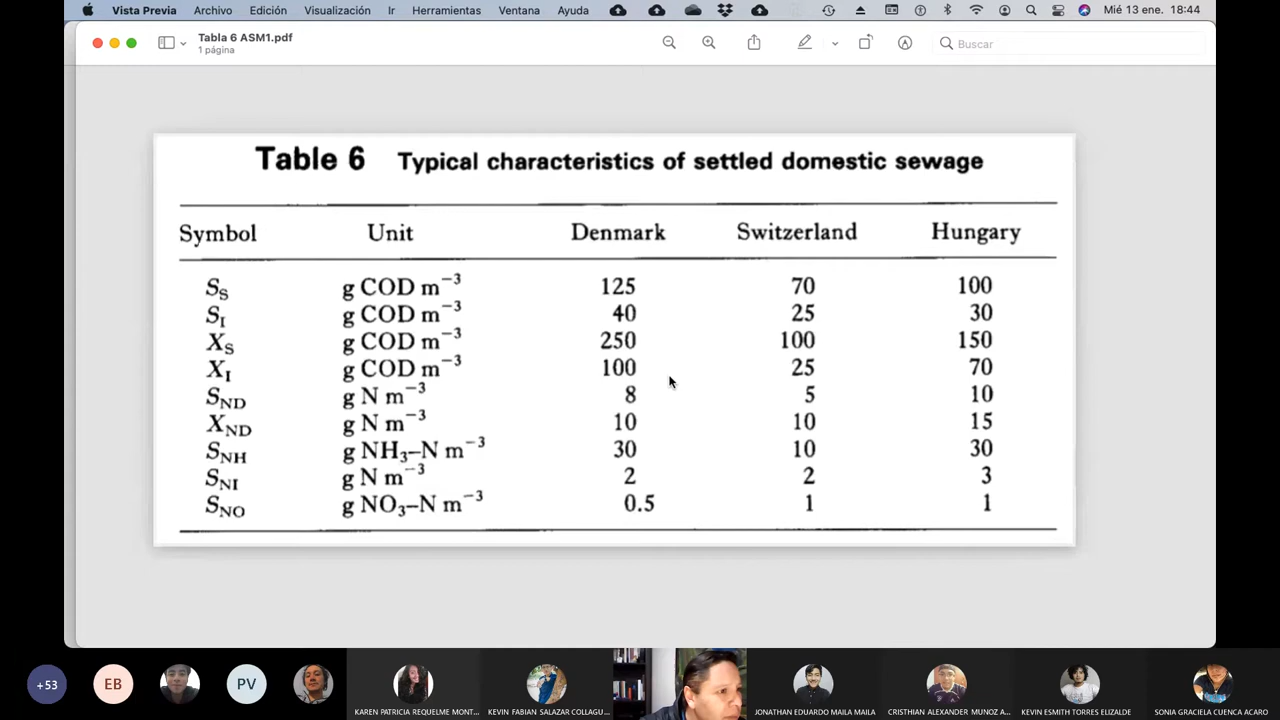 Vista Previa Archivo Edición Visualización Ir Herramientas Ventana Ayuda Mié 13 ene. 18:44
Tabla 6 ASM1.pdf
1 página
Buscar
Table 6 Typical characteristics of settled domestic sewage
Symbol Unit Denmark Switzerland Hungary
S_S g COD m⁻³ 125 70 100
S_I g COD m⁻³ 40 25 30
X_S g COD m⁻³ 250 100 150
X_I g COD m⁻³ 100 25 70
S_ND g N m⁻³ 8 5 10
X_ND g N m⁻³ 10 10 15
S_NH g NH₃–N m⁻³ 30 10 30
S_NI g N m⁻³ 2 2 3
S_NO g NO₃–N m⁻³ 0.5 1 1
+53 EB PV
KAREN PATRICIA REQUELME MONT... KEVIN FABIAN SALAZAR COLLAGU... JONATHAN EDUARDO MAILA MAILA CRISTHIAN ALEXANDER MUNOZ A... KEVIN ESMITH TORRES ELIZALDE SONIA GRACIELA CUENCA ACARO